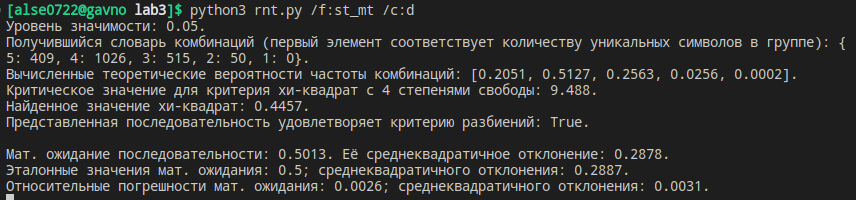 [alse0722@gavno lab3]$ python3 rnt.py /f:st_mt /c:d
Уровень значимости: 0.05.
Получившийся словарь комбинаций (первый элемент соответствует количеству уникальных символов в группе): {
5: 409, 4: 1026, 3: 515, 2: 50, 1: 0}.
Вычисленные теоретические вероятности частоты комбинаций: [0.2051, 0.5127, 0.2563, 0.0256, 0.0002].
Критическое значение для критерия хи-квадрат с 4 степенями свободы: 9.488.
Найденное значение хи-квадрат: 0.4457.
Представленная последовательность удовлетворяет критерию разбиений: True.
Мат. ожидание последовательности: 0.5013. Её среднеквадратичное отклонение: 0.2878.
Эталонные значения мат. ожидания: 0.5; среднеквадратичного отклонения: 0.2887.
Относительные погрешности мат. ожидания: 0.0026; среднеквадратичного отклонения: 0.0031.